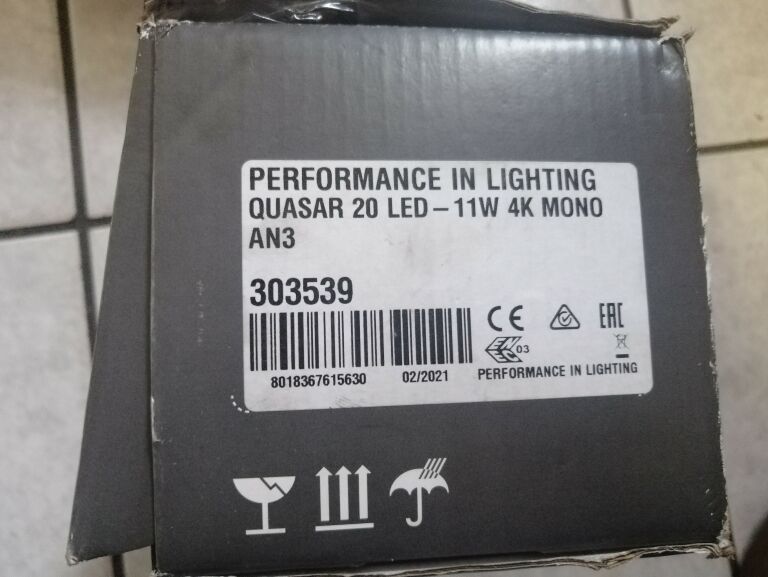 PERFORMANCE IN LIGHTING
QUASAR 20 LED – 11W 4K MONO
AN3
303539
CE EAC
ENEC 03
8018367615630 02/2021 PERFORMANCE IN LIGHTING